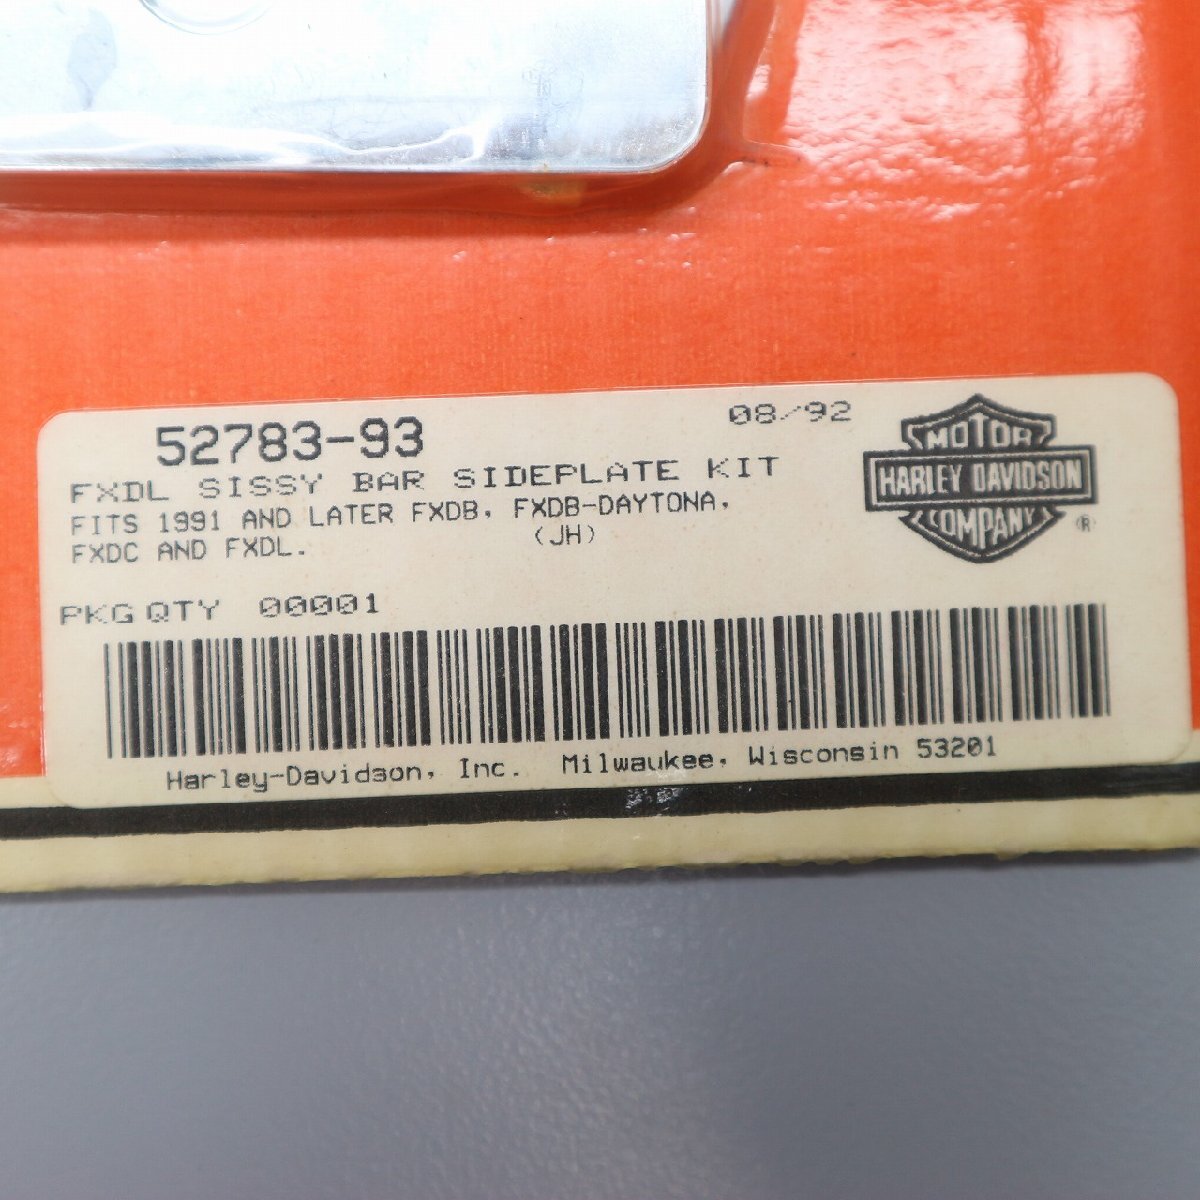 52783-93
08/92
FXDL SISSY BAR SIDEPLATE KIT
FITS 1991 AND LATER FXDB, FXDB-DAYTONA,
FXDC AND FXDL.
(JH)
MOTOR
HARLEY DAVIDSON
COMPANY
(R)
PKG QTY 00001
Harley-Davidson, Inc. Milwaukee, Wisconsin 53201